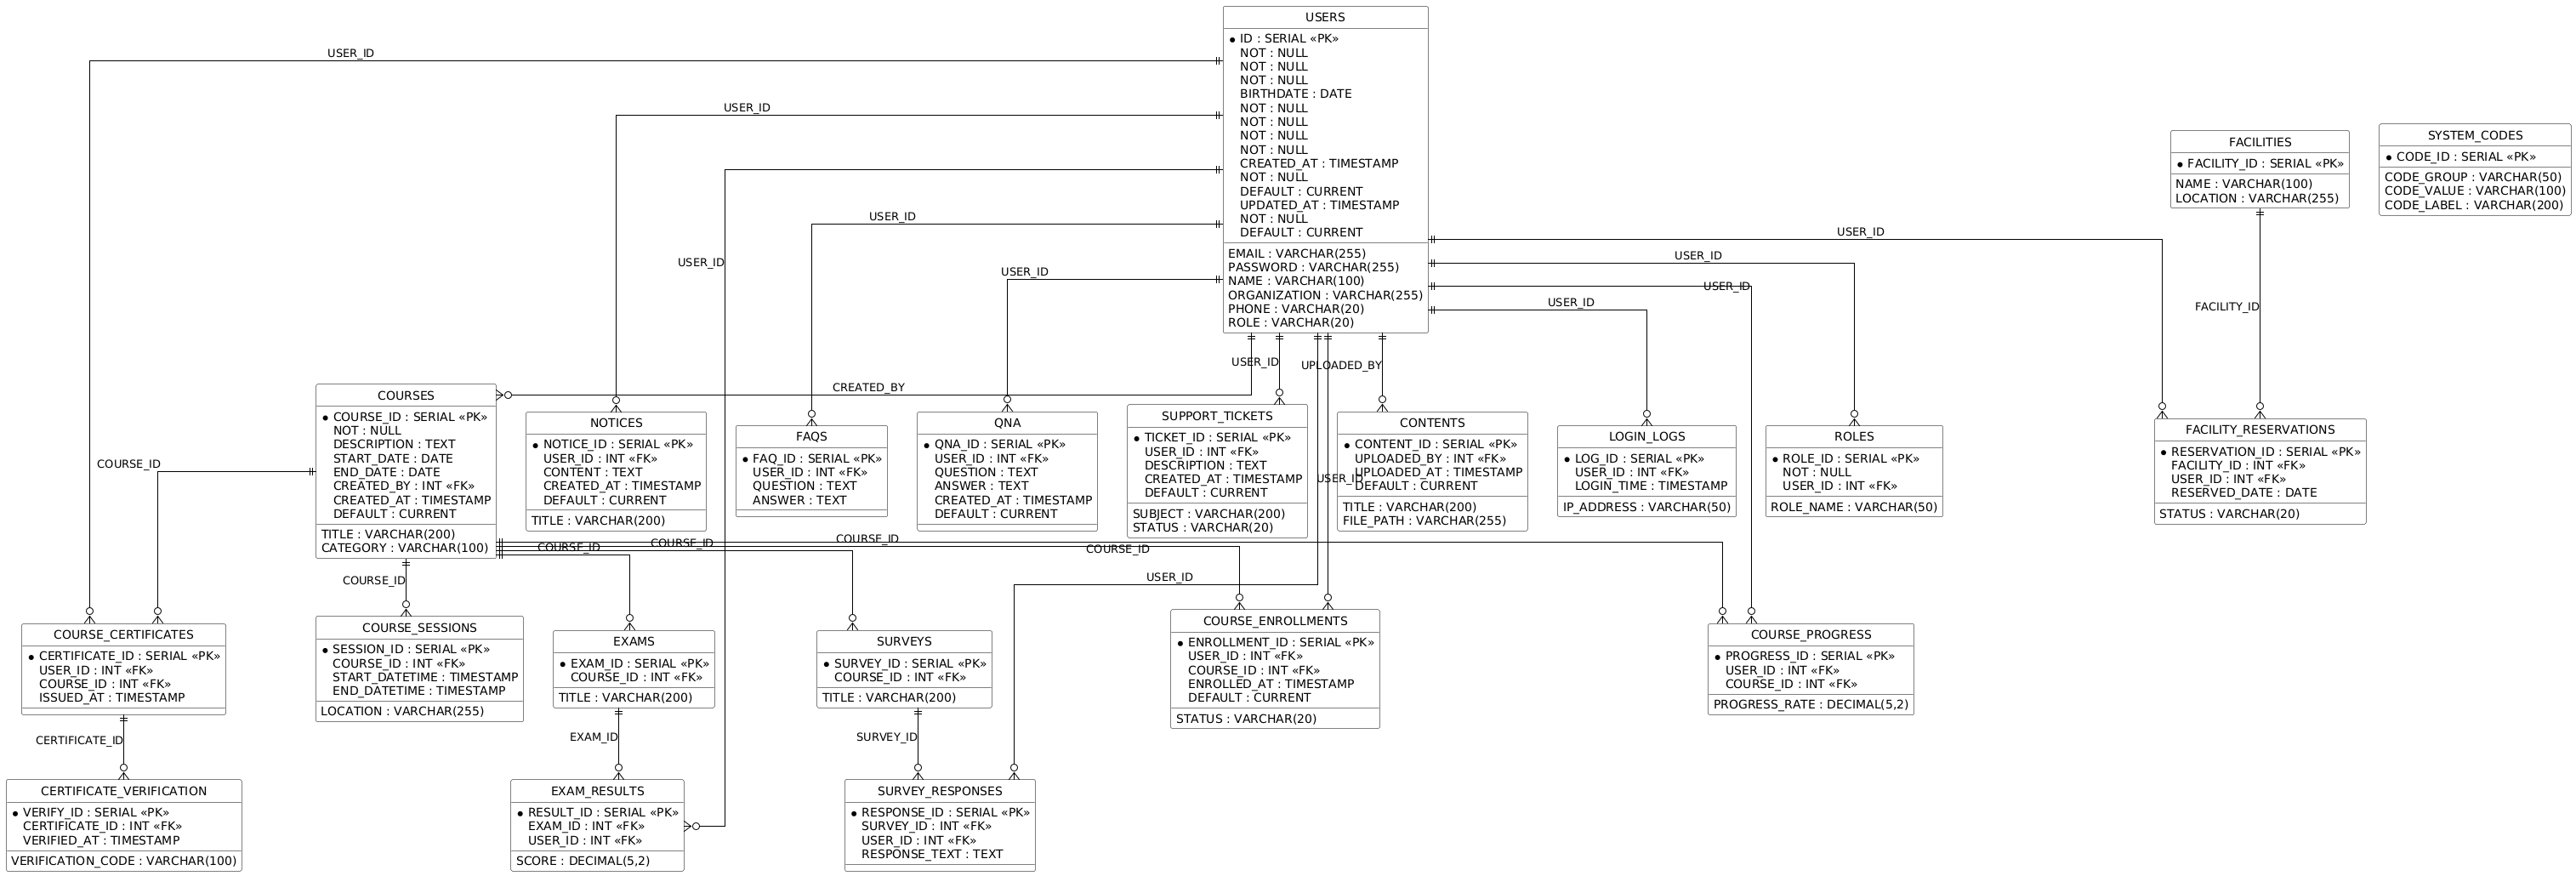 USERS
ID : SERIAL «PK»
NOT : NULL
NOT : NULL
NOT : NULL
BIRTHDATE : DATE
NOT : NULL
NOT : NULL
NOT : NULL
NOT : NULL
CREATED_AT : TIMESTAMP
NOT : NULL
DEFAULT : CURRENT
UPDATED_AT : TIMESTAMP
NOT : NULL
DEFAULT : CURRENT
EMAIL : VARCHAR(255)
PASSWORD : VARCHAR(255)
NAME : VARCHAR(100)
ORGANIZATION : VARCHAR(255)
PHONE : VARCHAR(20)
ROLE : VARCHAR(20)
FACILITIES
FACILITY_ID : SERIAL «PK»
NAME : VARCHAR(100)
LOCATION : VARCHAR(255)
SYSTEM_CODES
CODE_ID : SERIAL «PK»
CODE_GROUP : VARCHAR(50)
CODE_VALUE : VARCHAR(100)
CODE_LABEL : VARCHAR(200)
USER_ID
USER_ID
USER_ID
USER_ID
USER_ID
USER_ID
USER_ID
USER_ID
USER_ID
FACILITY_ID
USER_ID
UPLOADED_BY
CREATED_BY
COURSES
COURSE_ID : SERIAL «PK»
NOT : NULL
DESCRIPTION : TEXT
START_DATE : DATE
END_DATE : DATE
CREATED_BY : INT «FK»
CREATED_AT : TIMESTAMP
DEFAULT : CURRENT
TITLE : VARCHAR(200)
CATEGORY : VARCHAR(100)
NOTICES
NOTICE_ID : SERIAL «PK»
USER_ID : INT «FK»
CONTENT : TEXT
CREATED_AT : TIMESTAMP
DEFAULT : CURRENT
TITLE : VARCHAR(200)
FAQS
FAQ_ID : SERIAL «PK»
USER_ID : INT «FK»
QUESTION : TEXT
ANSWER : TEXT
QNA
QNA_ID : SERIAL «PK»
USER_ID : INT «FK»
QUESTION : TEXT
ANSWER : TEXT
CREATED_AT : TIMESTAMP
DEFAULT : CURRENT
SUPPORT_TICKETS
TICKET_ID : SERIAL «PK»
USER_ID : INT «FK»
DESCRIPTION : TEXT
CREATED_AT : TIMESTAMP
DEFAULT : CURRENT
SUBJECT : VARCHAR(200)
STATUS : VARCHAR(20)
USER_ID
CONTENTS
CONTENT_ID : SERIAL «PK»
UPLOADED_BY : INT «FK»
UPLOADED_AT : TIMESTAMP
DEFAULT : CURRENT
TITLE : VARCHAR(200)
FILE_PATH : VARCHAR(255)
LOGIN_LOGS
LOG_ID : SERIAL «PK»
USER_ID : INT «FK»
LOGIN_TIME : TIMESTAMP
IP_ADDRESS : VARCHAR(50)
ROLES
ROLE_ID : SERIAL «PK»
NOT : NULL
USER_ID : INT «FK»
ROLE_NAME : VARCHAR(50)
FACILITY_RESERVATIONS
RESERVATION_ID : SERIAL «PK»
FACILITY_ID : INT «FK»
USER_ID : INT «FK»
RESERVED_DATE : DATE
STATUS : VARCHAR(20)
COURSE_ID
COURSE_ID
COURSE_ID
COURSE_ID
COURSE_ID
COURSE_ID
USER_ID
COURSE_CERTIFICATES
CERTIFICATE_ID : SERIAL «PK»
USER_ID : INT «FK»
COURSE_ID : INT «FK»
ISSUED_AT : TIMESTAMP
COURSE_SESSIONS
SESSION_ID : SERIAL «PK»
COURSE_ID : INT «FK»
START_DATETIME : TIMESTAMP
END_DATETIME : TIMESTAMP
LOCATION : VARCHAR(255)
EXAMS
EXAM_ID : SERIAL «PK»
COURSE_ID : INT «FK»
TITLE : VARCHAR(200)
SURVEYS
SURVEY_ID : SERIAL «PK»
COURSE_ID : INT «FK»
TITLE : VARCHAR(200)
COURSE_ENROLLMENTS
ENROLLMENT_ID : SERIAL «PK»
USER_ID : INT «FK»
COURSE_ID : INT «FK»
ENROLLED_AT : TIMESTAMP
DEFAULT : CURRENT
STATUS : VARCHAR(20)
COURSE_PROGRESS
PROGRESS_ID : SERIAL «PK»
USER_ID : INT «FK»
COURSE_ID : INT «FK»
PROGRESS_RATE : DECIMAL(5,2)
CERTIFICATE_ID
EXAM_ID
SURVEY_ID
CERTIFICATE_VERIFICATION
VERIFY_ID : SERIAL «PK»
CERTIFICATE_ID : INT «FK»
VERIFIED_AT : TIMESTAMP
VERIFICATION_CODE : VARCHAR(100)
EXAM_RESULTS
RESULT_ID : SERIAL «PK»
EXAM_ID : INT «FK»
USER_ID : INT «FK»
SCORE : DECIMAL(5,2)
SURVEY_RESPONSES
RESPONSE_ID : SERIAL «PK»
SURVEY_ID : INT «FK»
USER_ID : INT «FK»
RESPONSE_TEXT : TEXT